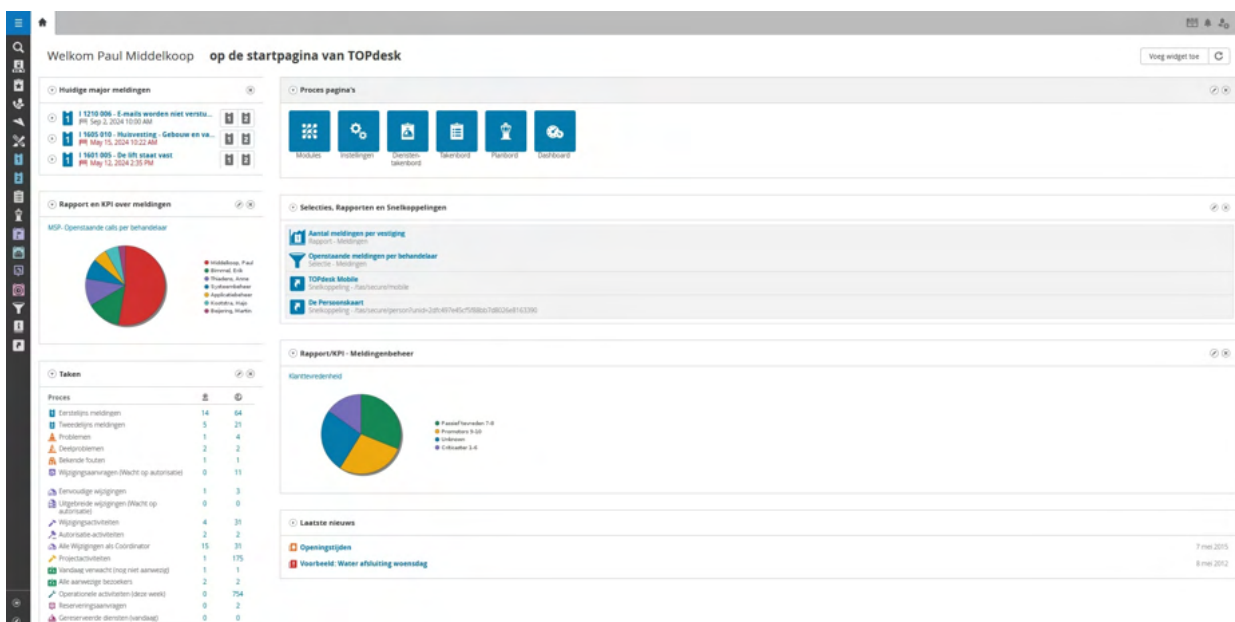 Welkom Paul Middelkoop op de startpagina van TOPdesk
Voeg widget toe
Huidige major meldingen
1
I 1210 006 - E-mails worden niet verstu...
Sep 2, 2024 10:00 AM
1
I 1605 010 - Huisvesting - Gebouw en va...
May 15, 2024 10:22 AM
1
I 1601 005 - De lift staat vast
May 12, 2024 2:35 PM
Rapport en KPI over meldingen
MSP- Openstaande calls per behandelaar
Middelkoop, Paul
Bimmel, Erik
Thieders, Anne
Systeembeheer
Applicatiebeheer
Kooistra, Hajo
Beijering, Martin
Taken
Proces
Eerstelijns meldingen 14 64
Tweedelijns meldingen 5 21
Problemen 1 4
Deelproblemen 2 2
Bekende fouten 1 1
Wijzigingsaanvragen (Wacht op autorisatie) 0 11
Eenvoudige wijzigingen 1 3
Uitgebreide wijzigingen (Wacht op
autorisatie) 0 0
Wijzigingsactiviteiten 4 31
Autorisatie-activiteiten 2 2
Alle Wijzigingen als Coördinator 15 31
Projectactiviteiten 1 175
Vandaag verwacht (nog niet aanwezig) 1 1
Alle aanwezige bezoekers 2 2
Operationele activiteiten (deze week) 0 754
Reserveringsaanvragen 0 2
Gereserveerde diensten (vandaag) 0 0
Proces pagina's
Modules
Instellingen
Diensten-
takenbord
Takenbord
Planbord
Dashboard
Selecties, Rapporten en Snelkoppelingen
Aantal meldingen per vestiging
Rapport - Meldingen
Openstaande meldingen per behandelaar
Selectie - Meldingen
TOPdesk Mobile
Snelkoppeling - /tas/secure/mobile
De Persoonskaart
Rapport/KPI - Meldingenbeheer
Klanttevredenheid
Passief tevreden 7-8
Promoters 9-10
Unknown
Criticaster 1-6
Laatste nieuws
Openingstijden 7 mei 2015
Voorbeeld: Water afsluiting woensdag 8 mei 2012